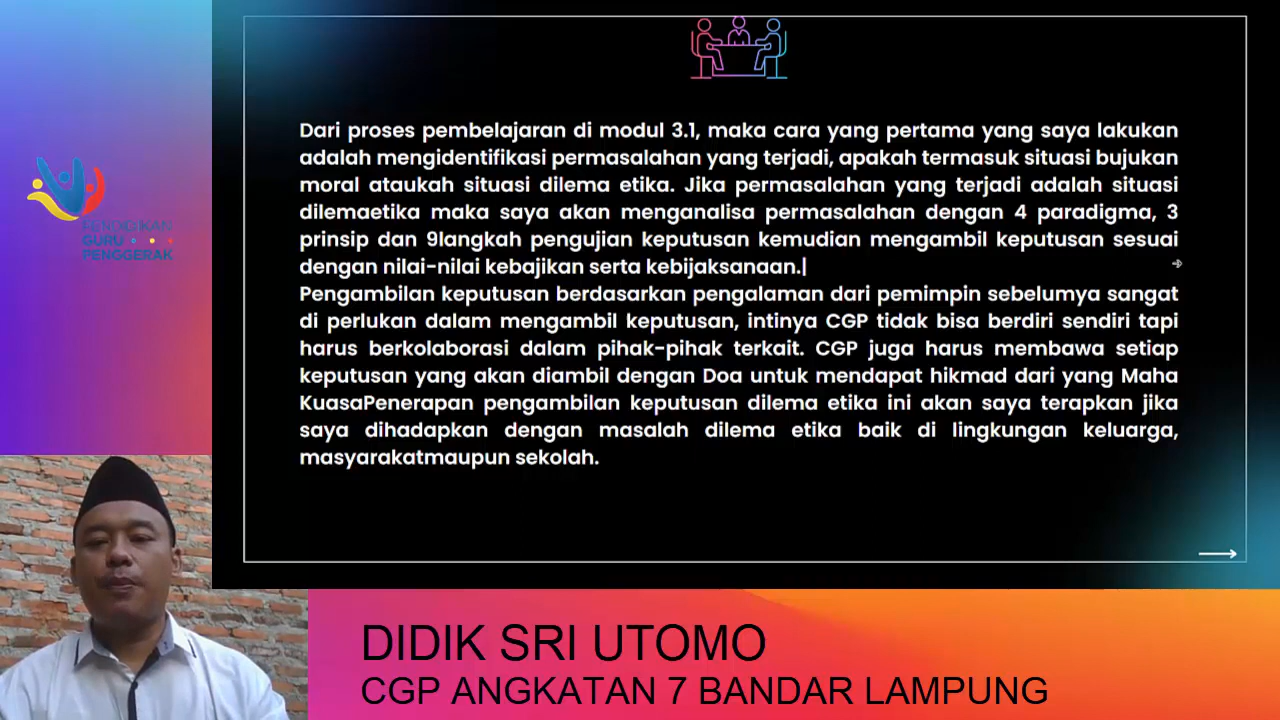 PENDIDIKAN
GURU
PENGGERAK
Dari proses pembelajaran di modul 3.1, maka cara yang pertama yang saya lakukan
adalah mengidentifikasi permasalahan yang terjadi, apakah termasuk situasi bujukan
moral ataukah situasi dilema etika. Jika permasalahan yang terjadi adalah situasi
dilemaetika maka saya akan menganalisa permasalahan dengan 4 paradigma, 3
prinsip dan 9langkah pengujian keputusan kemudian mengambil keputusan sesuai
dengan nilai-nilai kebajikan serta kebijaksanaan.
Pengambilan keputusan berdasarkan pengalaman dari pemimpin sebelumya sangat
di perlukan dalam mengambil keputusan, intinya CGP tidak bisa berdiri sendiri tapi
harus berkolaborasi dalam pihak-pihak terkait. CGP juga harus membawa setiap
keputusan yang akan diambil dengan Doa untuk mendapat hikmad dari yang Maha
KuasaPenerapan pengambilan keputusan dilema etika ini akan saya terapkan jika
saya dihadapkan dengan masalah dilema etika baik di lingkungan keluarga,
masyarakatmaupun sekolah.
DIDIK SRI UTOMO
CGP ANGKATAN 7 BANDAR LAMPUNG